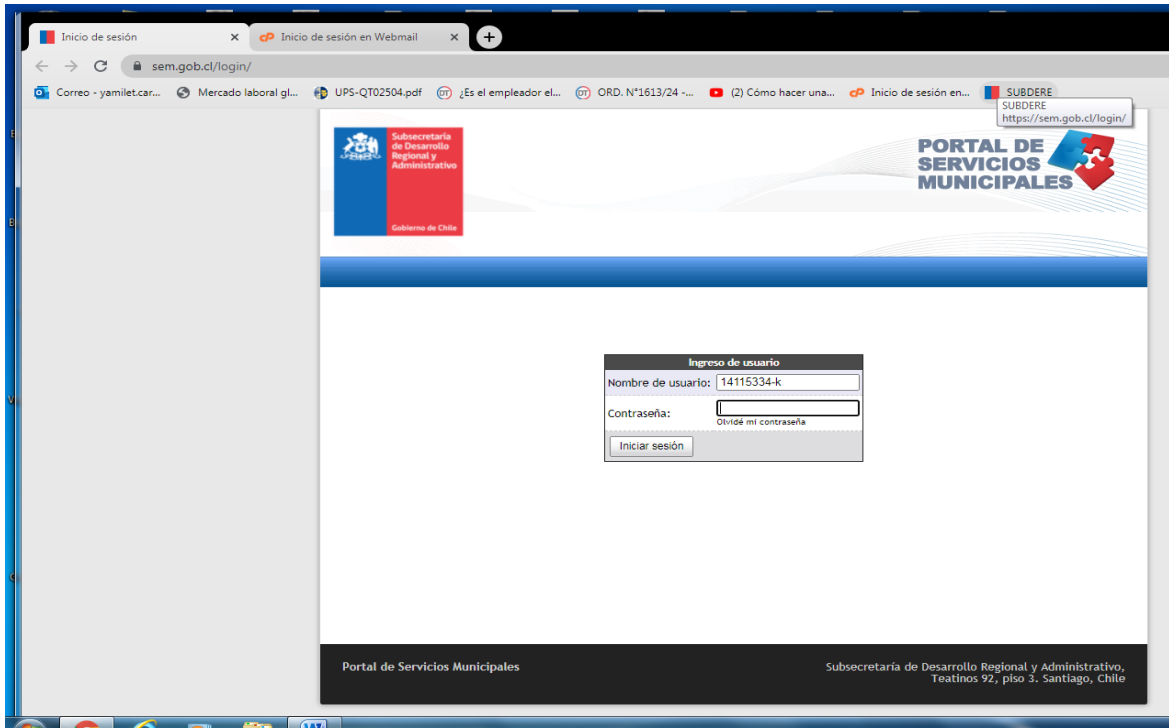 Inicio de sesión
Inicio de sesión en Webmail
sem.gob.cl/login/
Correo - yamilet.car...
Mercado laboral gl...
UPS-QT02504.pdf
¿Es el empleador el...
ORD. N°1613/24 -...
(2) Cómo hacer una...
Inicio de sesión en...
SUBDERE
SUBDERE
https://sem.gob.cl/login/
Subsecretaría
de Desarrollo
Regional y
Administrativo
Gobierno de Chile
PORTAL DE
SERVICIOS
MUNICIPALES
Ingreso de usuario
Nombre de usuario: 14115334-k
Contraseña:
Olvidé mi contraseña
Iniciar sesión
Portal de Servicios Municipales
Subsecretaría de Desarrollo Regional y Administrativo,
Teatinos 92, piso 3. Santiago, Chile